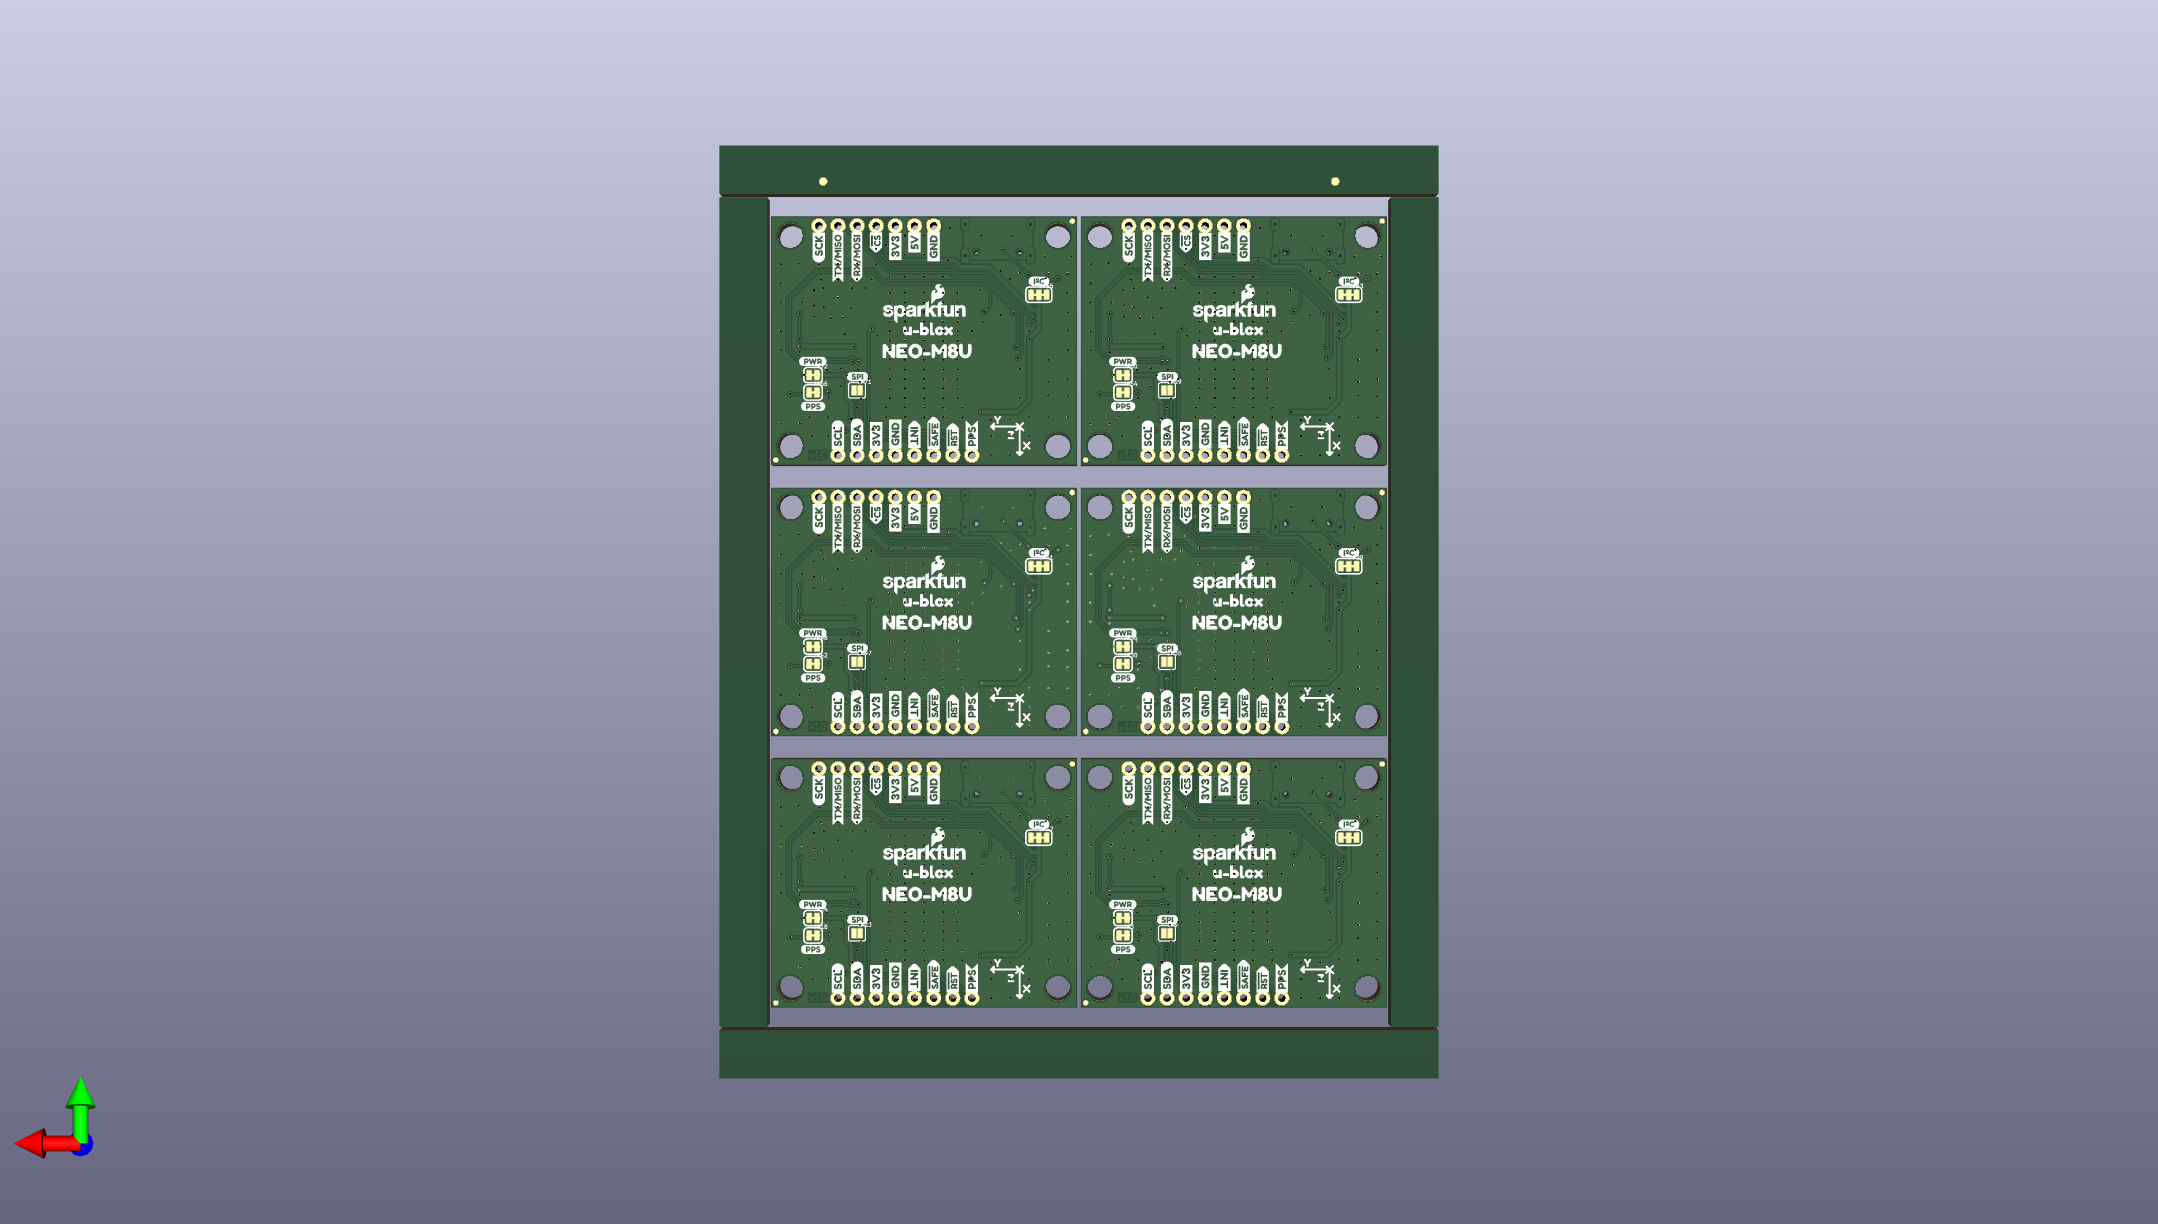 SCK TX/MISO RX/MOSI CS 3V3 5V GND SCK TX/MISO RX/MOSI CS 3V3 5V GND
I²C I²C
sparkfun sparkfun
u-blox u-blox
NEO-M8U NEO-M8U
PWR PWR
SPI SPI
PPS PPS
SCL SDA 3V3 GND INT SAFE RST PPS Y X SCL SDA 3V3 GND INT SAFE RST PPS Y X
SCK TX/MISO RX/MOSI CS 3V3 5V GND SCK TX/MISO RX/MOSI CS 3V3 5V GND
I²C I²C
sparkfun sparkfun
u-blox u-blox
NEO-M8U NEO-M8U
PWR PWR
SPI SPI
PPS PPS
SCL SDA 3V3 GND INT SAFE RST PPS Y X SCL SDA 3V3 GND INT SAFE RST PPS Y X
SCK TX/MISO RX/MOSI CS 3V3 5V GND SCK TX/MISO RX/MOSI CS 3V3 5V GND
I²C I²C
sparkfun sparkfun
u-blox u-blox
NEO-M8U NEO-M8U
PWR PWR
SPI SPI
PPS PPS
SCL SDA 3V3 GND INT SAFE RST PPS Y X SCL SDA 3V3 GND INT SAFE RST PPS Y X